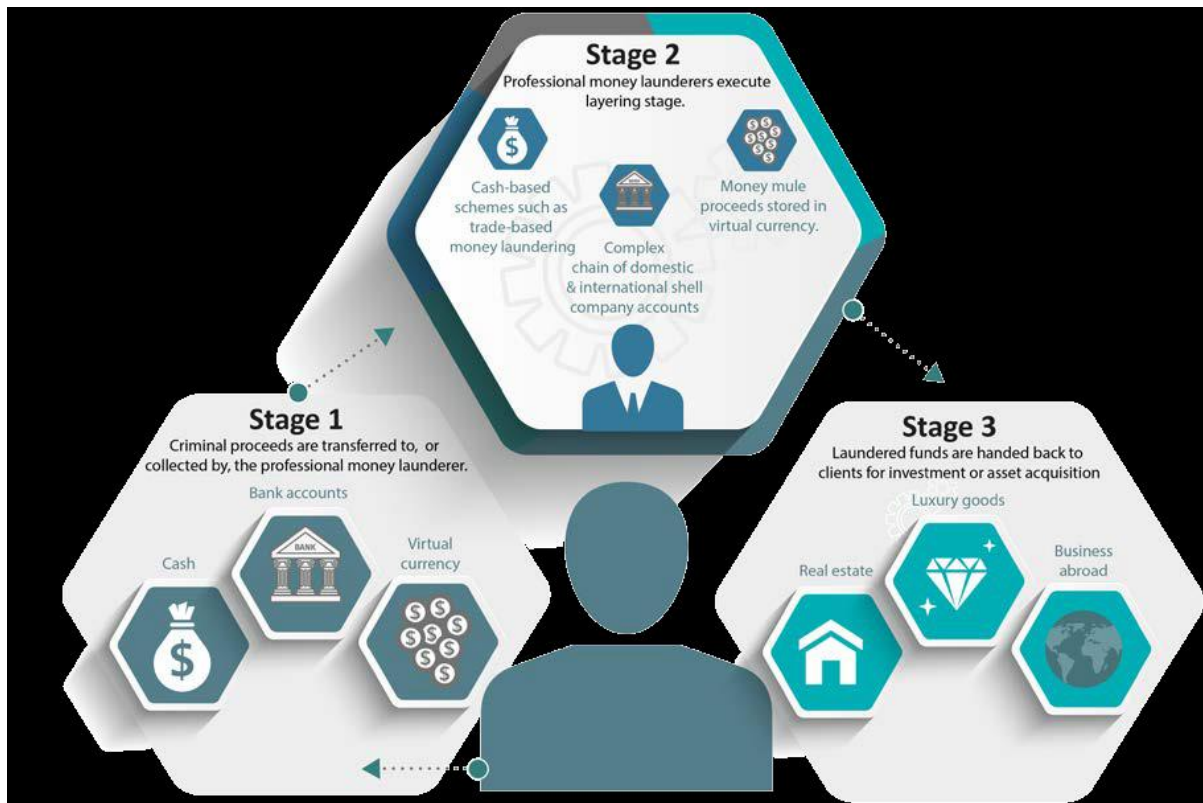 Stage 2
Professional money launderers execute
layering stage.
Cash-based
schemes such as
trade-based
money laundering
Complex
chain of domestic
& international shell
company accounts
Money mule
proceeds stored in
virtual currency.
Stage 1
Criminal proceeds are transferred to, or
collected by, the professional money launderer.
Cash
Bank accounts
BANK
Virtual
currency
Stage 3
Laundered funds are handed back to
clients for investment or asset acquisition
Real estate
Luxury goods
Business
abroad